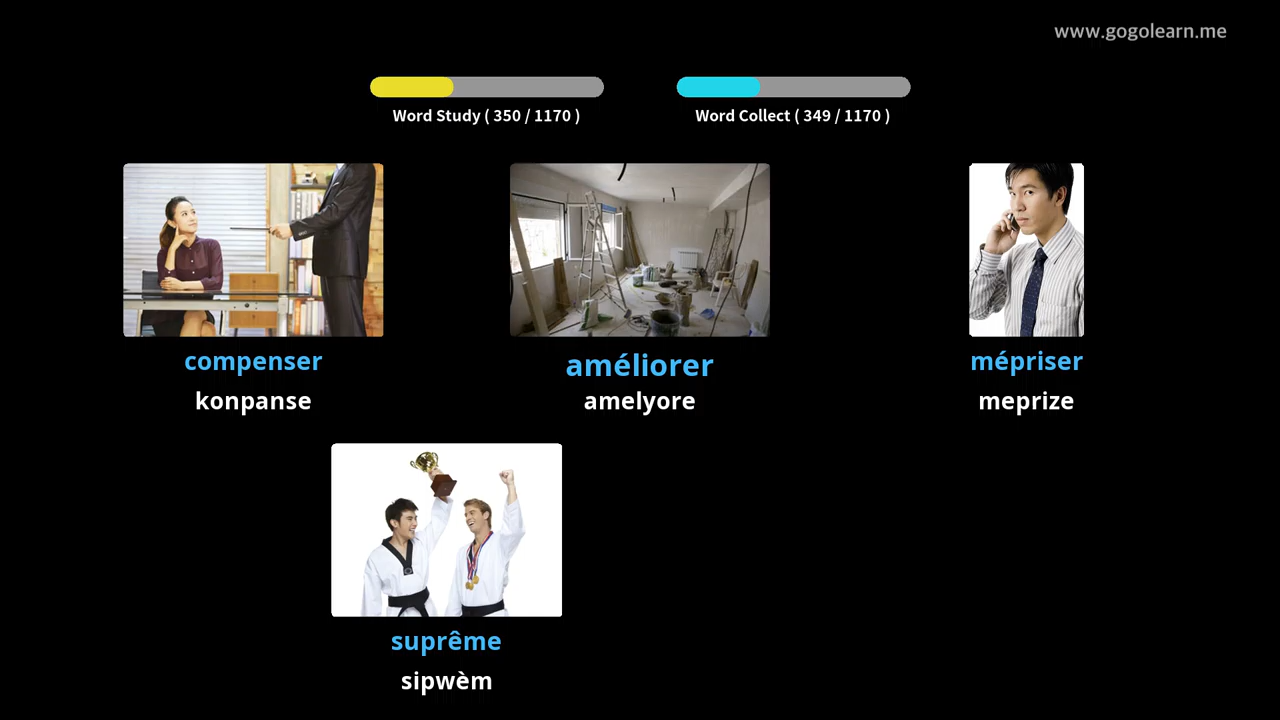 www.gogolearn.me
Word Study ( 350 / 1170 )
Word Collect ( 349 / 1170 )
compenser
konpanse
améliorer
amelyore
mépriser
meprize
suprême
sipwèm